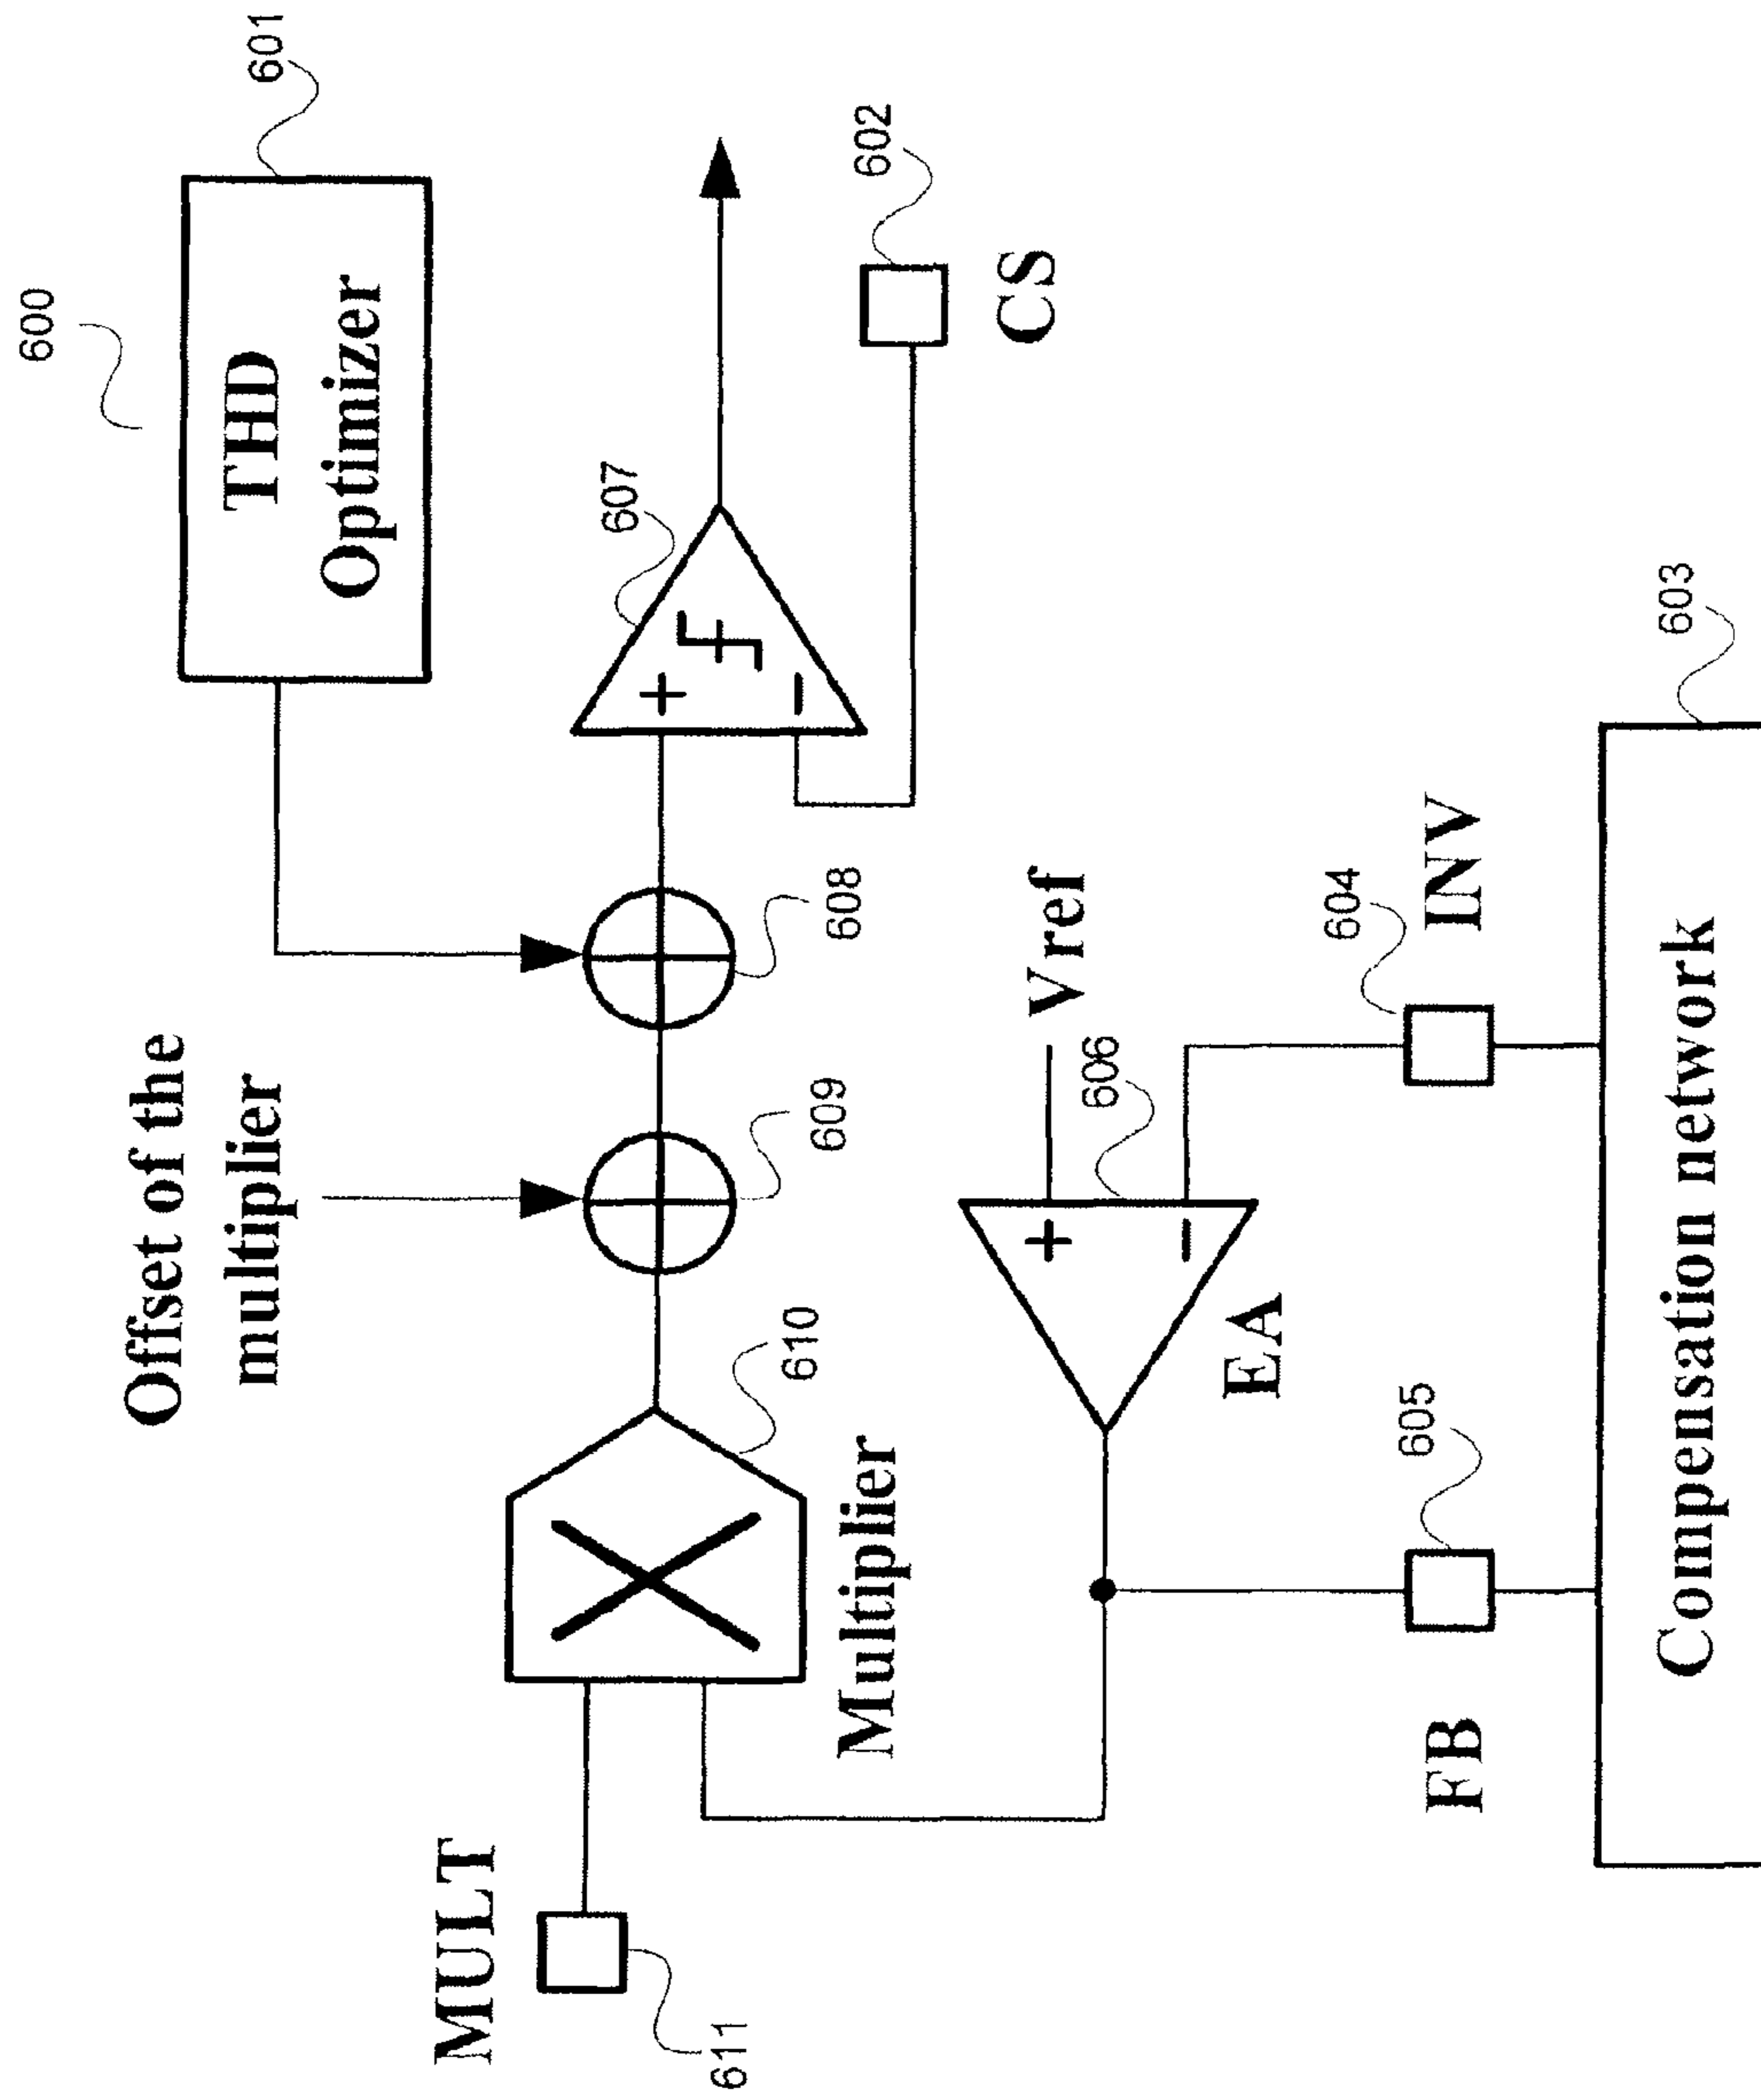 600
THD
Optimizer
601
Offset of the
multiplier
MULT
611
Multiplier
610
609
608
+
−
607
602
CS
Vref
+
−
606
EA
FB
605
604
INV
Compensation network
603